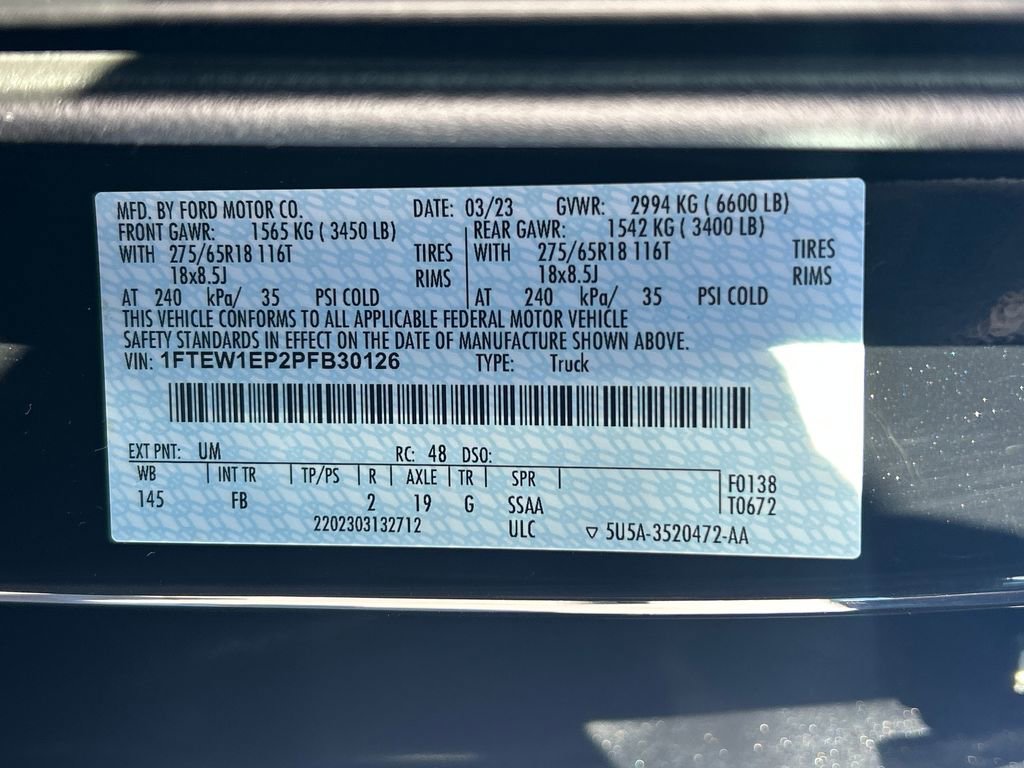 MFD. BY FORD MOTOR CO. DATE: 03/23 GVWR: 2994 KG ( 6600 LB)
FRONT GAWR: 1565 KG ( 3450 LB) REAR GAWR: 1542 KG ( 3400 LB)
WITH 275/65R18 116T TIRES WITH 275/65R18 116T TIRES
18x8.5J RIMS 18x8.5J RIMS
AT 240 kPa/ 35 PSI COLD AT 240 kPa/ 35 PSI COLD
THIS VEHICLE CONFORMS TO ALL APPLICABLE FEDERAL MOTOR VEHICLE
SAFETY STANDARDS IN EFFECT ON THE DATE OF MANUFACTURE SHOWN ABOVE.
VIN: 1FTEW1EP2PFB30126 TYPE: Truck
EXT PNT: UM RC: 48 DSO:
WB INT TR TP/PS R AXLE TR SPR F0138
145 FB 2 19 G SSAA T0672
2202303132712 ULC ▽ 5U5A-3520472-AA